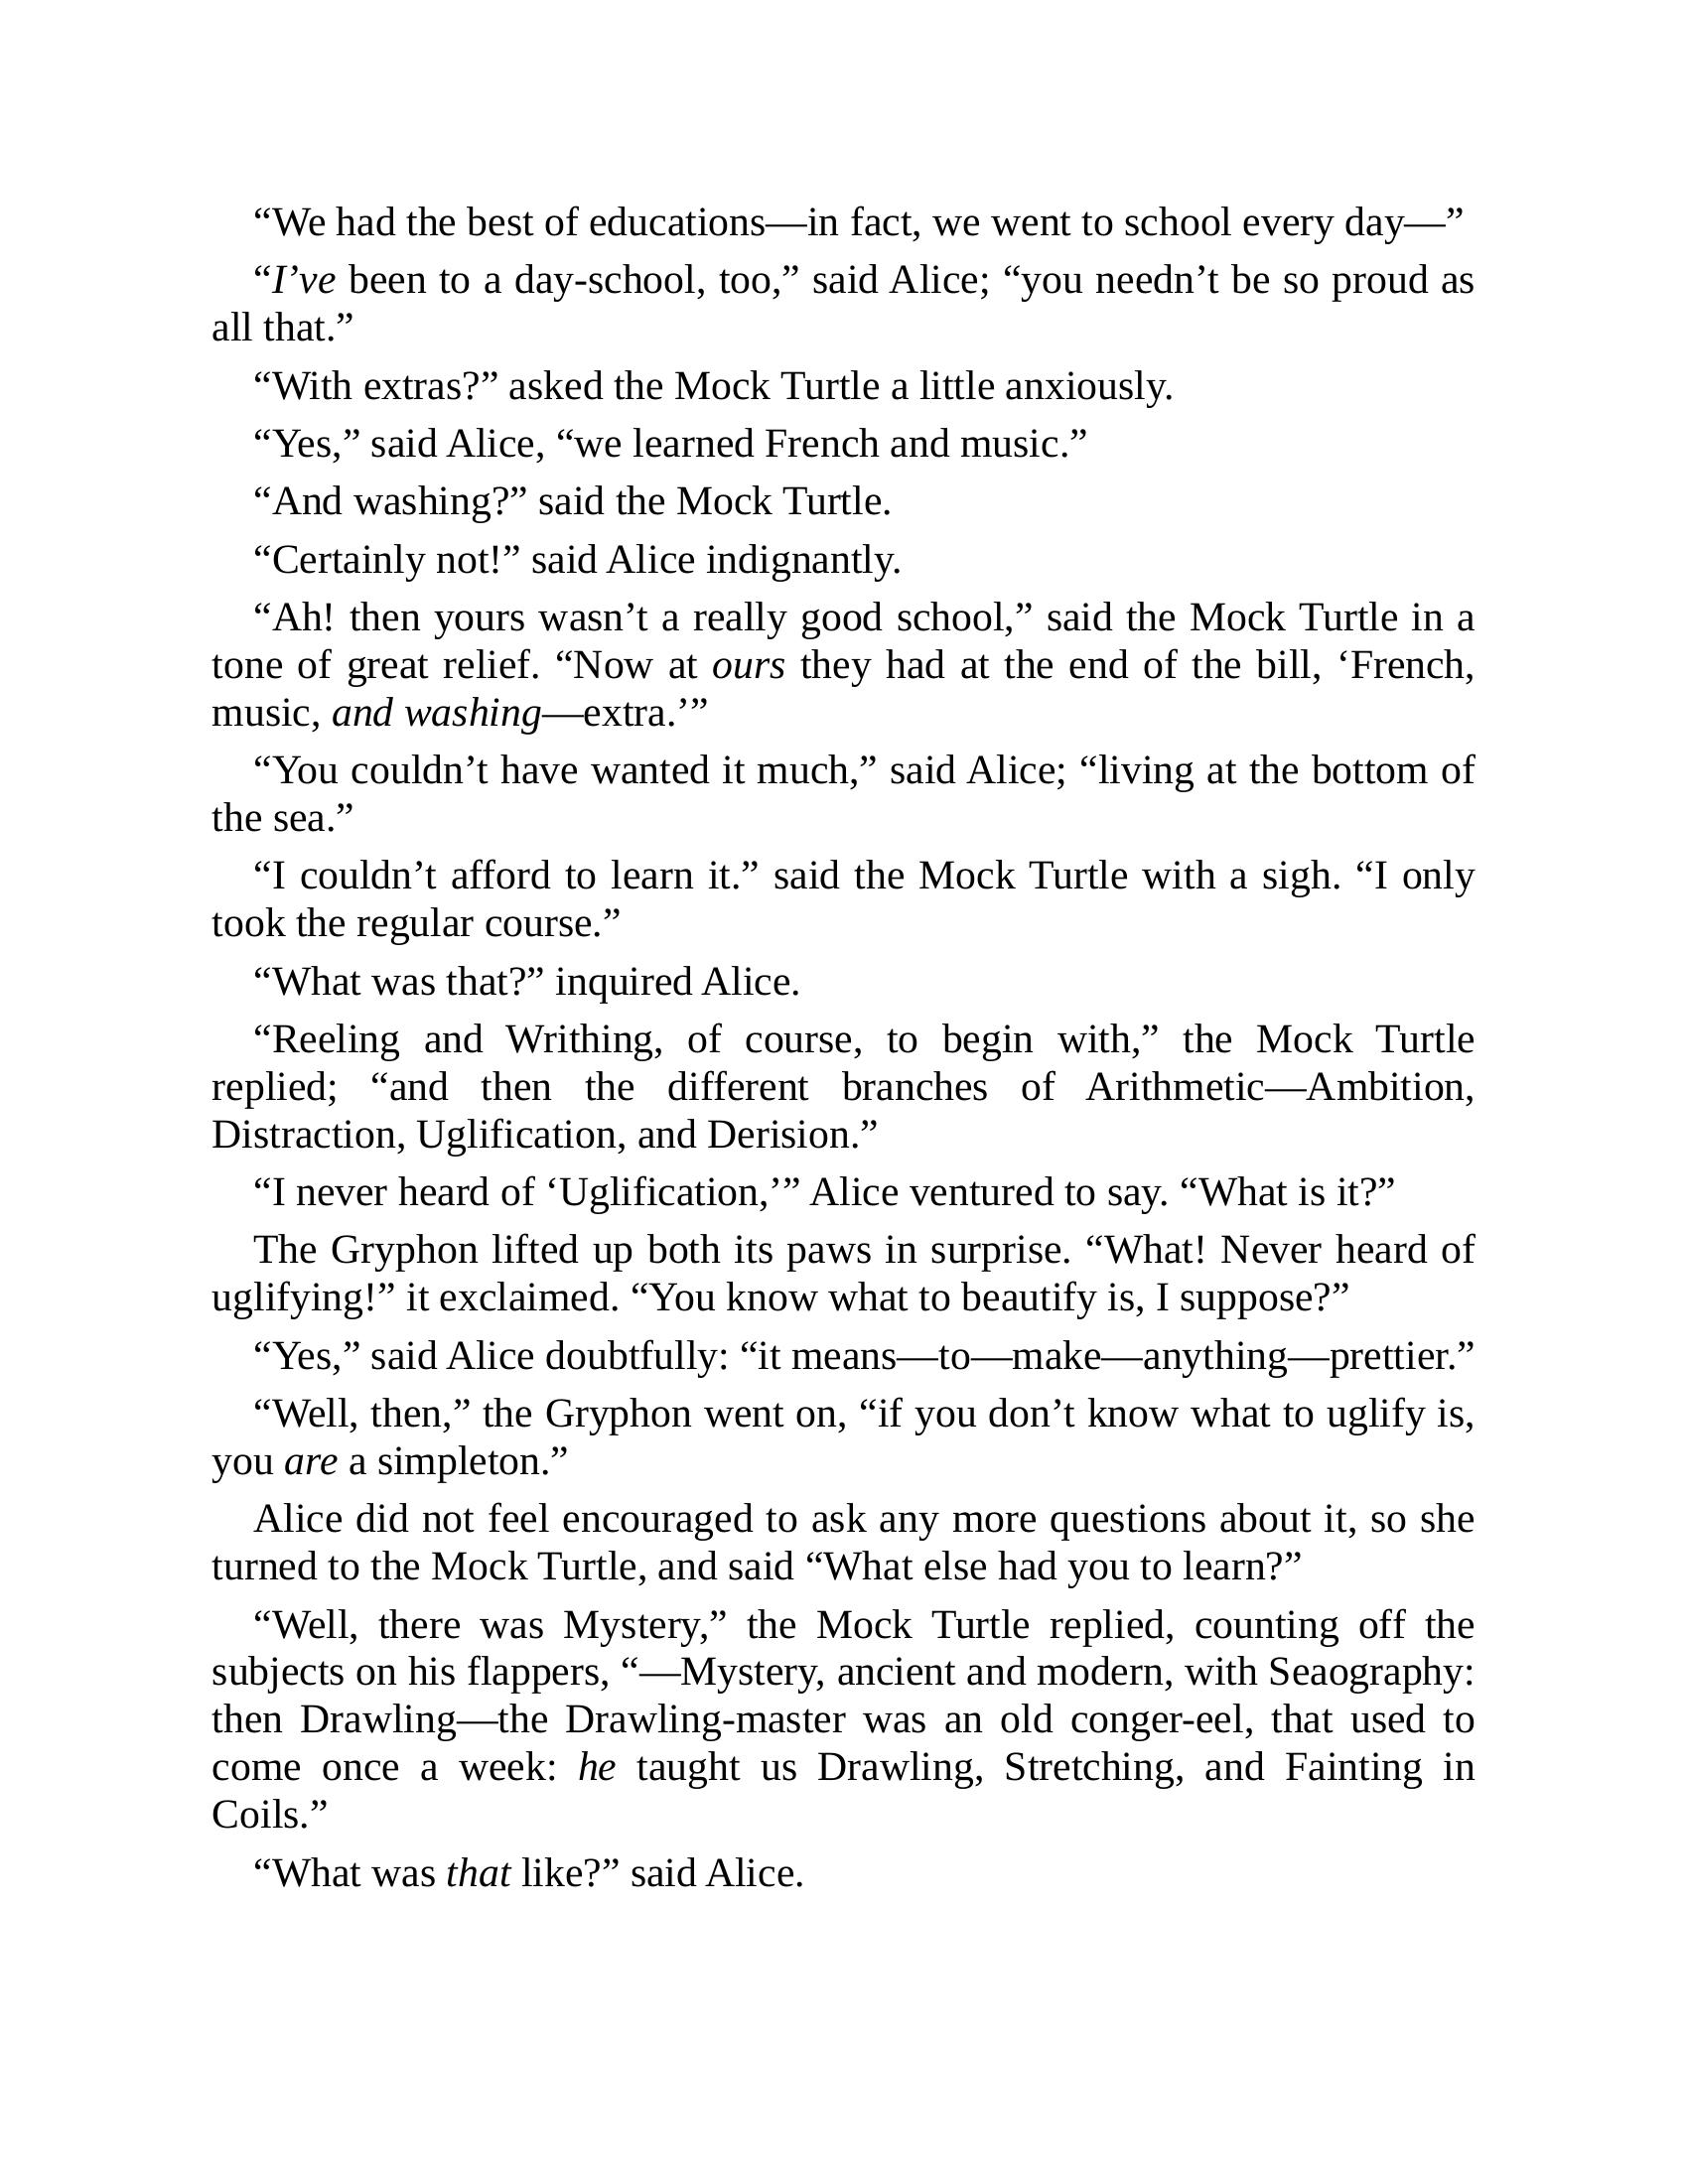 “We had the best of educations—in fact, we went to school every day—”
“I’ve been to a day-school, too,” said Alice; “you needn’t be so proud as
all that.”
“With extras?” asked the Mock Turtle a little anxiously.
“Yes,” said Alice, “we learned French and music.”
“And washing?” said the Mock Turtle.
“Certainly not!” said Alice indignantly.
“Ah! then yours wasn’t a really good school,” said the Mock Turtle in a
tone of great relief. “Now at ours they had at the end of the bill, ‘French,
music, and washing—extra.’”
“You couldn’t have wanted it much,” said Alice; “living at the bottom of
the sea.”
“I couldn’t afford to learn it.” said the Mock Turtle with a sigh. “I only
took the regular course.”
“What was that?” inquired Alice.
“Reeling and Writhing, of course, to begin with,” the Mock Turtle
replied; “and then the different branches of Arithmetic—Ambition,
Distraction, Uglification, and Derision.”
“I never heard of ‘Uglification,’” Alice ventured to say. “What is it?”
The Gryphon lifted up both its paws in surprise. “What! Never heard of
uglifying!” it exclaimed. “You know what to beautify is, I suppose?”
“Yes,” said Alice doubtfully: “it means—to—make—anything—prettier.”
“Well, then,” the Gryphon went on, “if you don’t know what to uglify is,
you are a simpleton.”
Alice did not feel encouraged to ask any more questions about it, so she
turned to the Mock Turtle, and said “What else had you to learn?”
“Well, there was Mystery,” the Mock Turtle replied, counting off the
subjects on his flappers, “—Mystery, ancient and modern, with Seaography:
then Drawling—the Drawling-master was an old conger-eel, that used to
come once a week: he taught us Drawling, Stretching, and Fainting in
Coils.”
“What was that like?” said Alice.